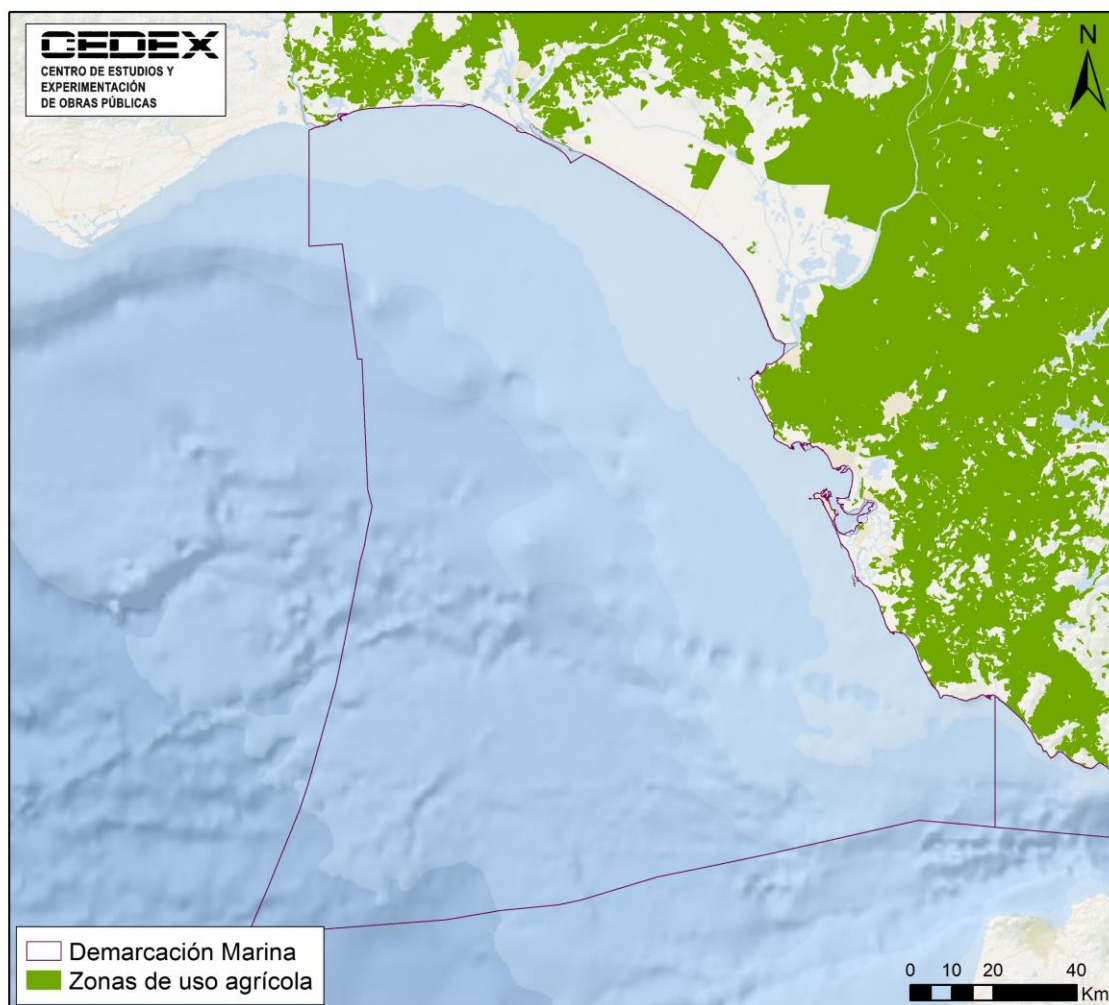 CEDEX
CENTRO DE ESTUDIOS Y
EXPERIMENTACIÓN
DE OBRAS PÚBLICAS
N
Demarcación Marina
Zonas de uso agrícola
0 10 20 40
Km